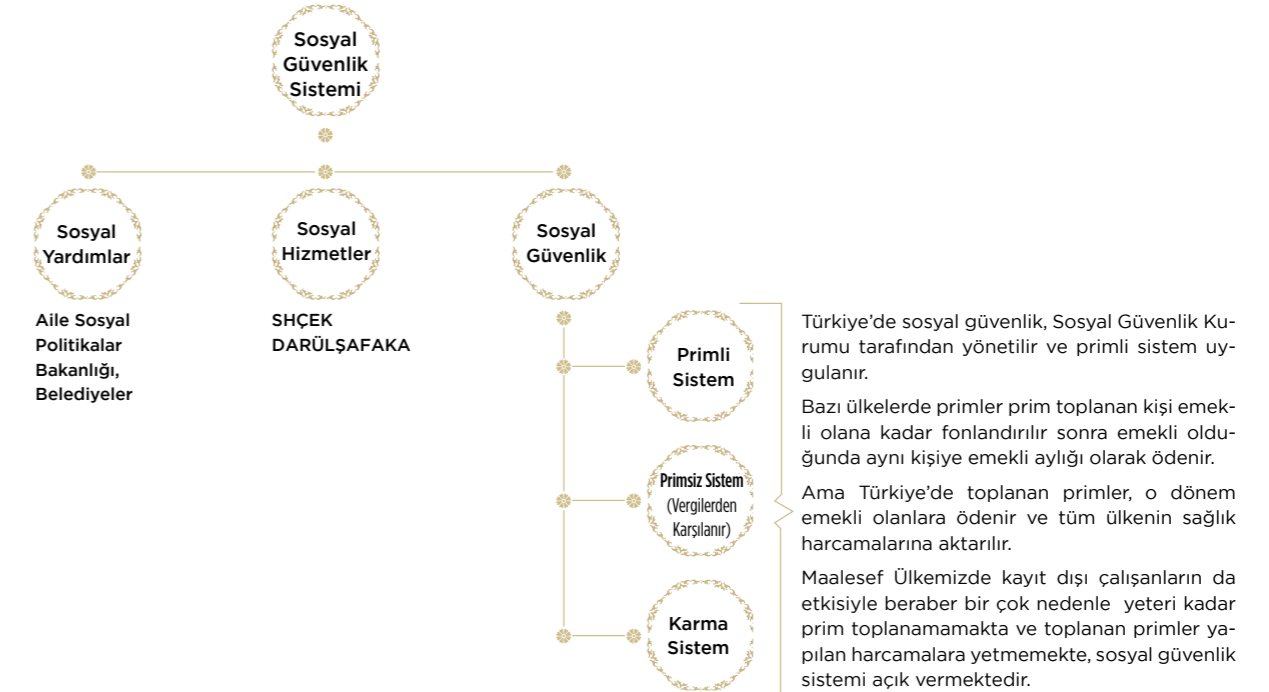 Sosyal
Güvenlik
Sistemi
Sosyal
Yardımlar
Sosyal
Hizmetler
Sosyal
Güvenlik
Aile Sosyal
Politikalar
Bakanlığı,
Belediyeler
SHÇEK
DARÜLŞAFAKA
Primli
Sistem
Primsiz Sistem
(Vergilerden
Karşılanır)
Karma
Sistem
Türkiye’de sosyal güvenlik, Sosyal Güvenlik Ku-
rumu tarafından yönetilir ve primli sistem uy-
gulanır.
Bazı ülkelerde primler prim toplanan kişi emek-
li olana kadar fonlandırılır sonra emekli oldu-
ğunda aynı kişiye emekli aylığı olarak ödenir.
Ama Türkiye’de toplanan primler, o dönem
emekli olanlara ödenir ve tüm ülkenin sağlık
harcamalarına aktarılır.
Maalesef Ülkemizde kayıt dışı çalışanların da
etkisiyle beraber bir çok nedenle yeteri kadar
prim toplanamamakta ve toplanan primler ya-
pılan harcamalara yetmemekte, sosyal güvenlik
sistemi açık vermektedir.